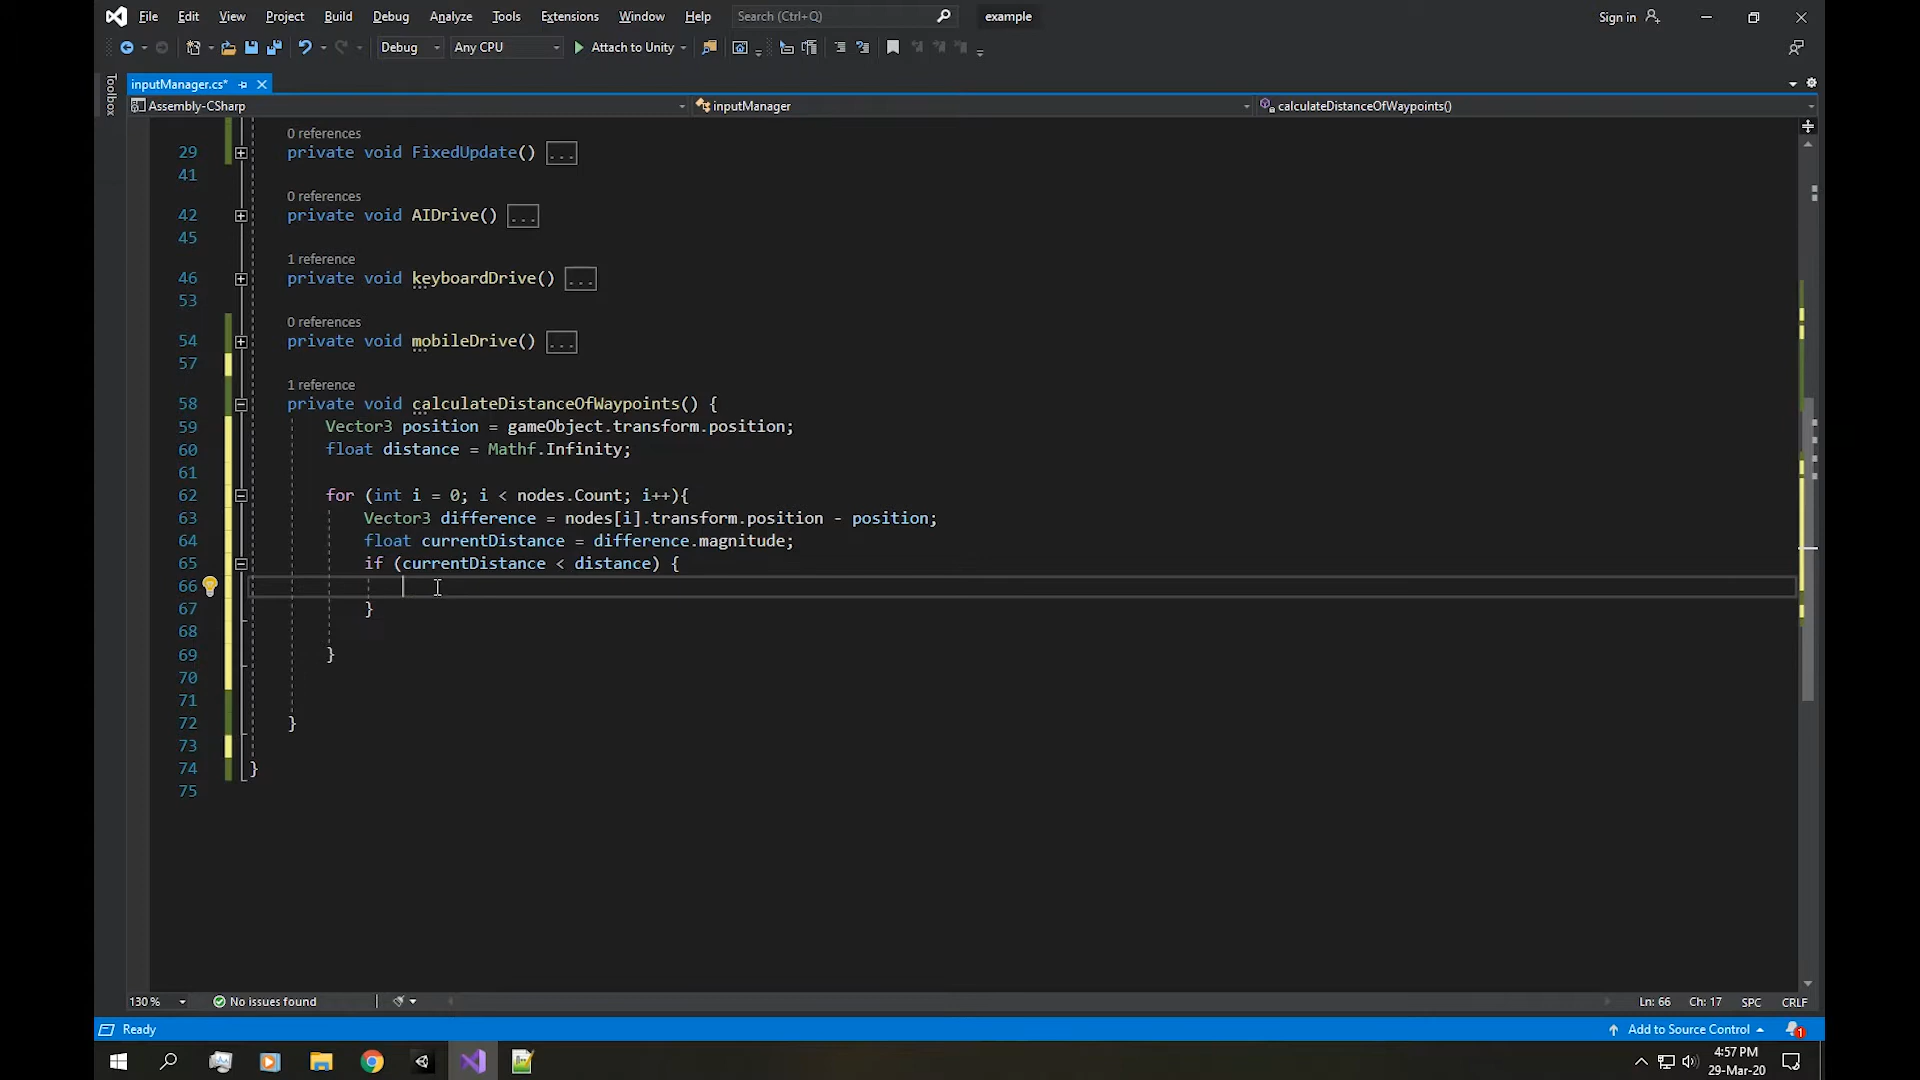 File Edit View Project Build Debug Analyze Tools Extensions Window Help Search (Ctrl+Q) example Sign in
Debug Any CPU Attach to Unity
Toolbox
inputManager.cs*
Assembly-CSharp inputManager calculateDistanceOfWaypoints()
0 references
29 private void FixedUpdate() ...
41
0 references
42 private void AIDrive() ...
45
1 reference
46 private void keyboardDrive() ...
53
0 references
54 private void mobileDrive() ...
57
1 reference
58 private void calculateDistanceOfWaypoints() {
59 Vector3 position = gameObject.transform.position;
60 float distance = Mathf.Infinity;
61
62 for (int i = 0; i < nodes.Count; i++){
63 Vector3 difference = nodes[i].transform.position - position;
64 float currentDistance = difference.magnitude;
65 if (currentDistance < distance) {
66
67 }
68
69 }
70
71
72 }
73
74 }
75
130 % No issues found Ln: 66 Ch: 17 SPC CRLF
Ready Add to Source Control 1
4:57 PM
29-Mar-20